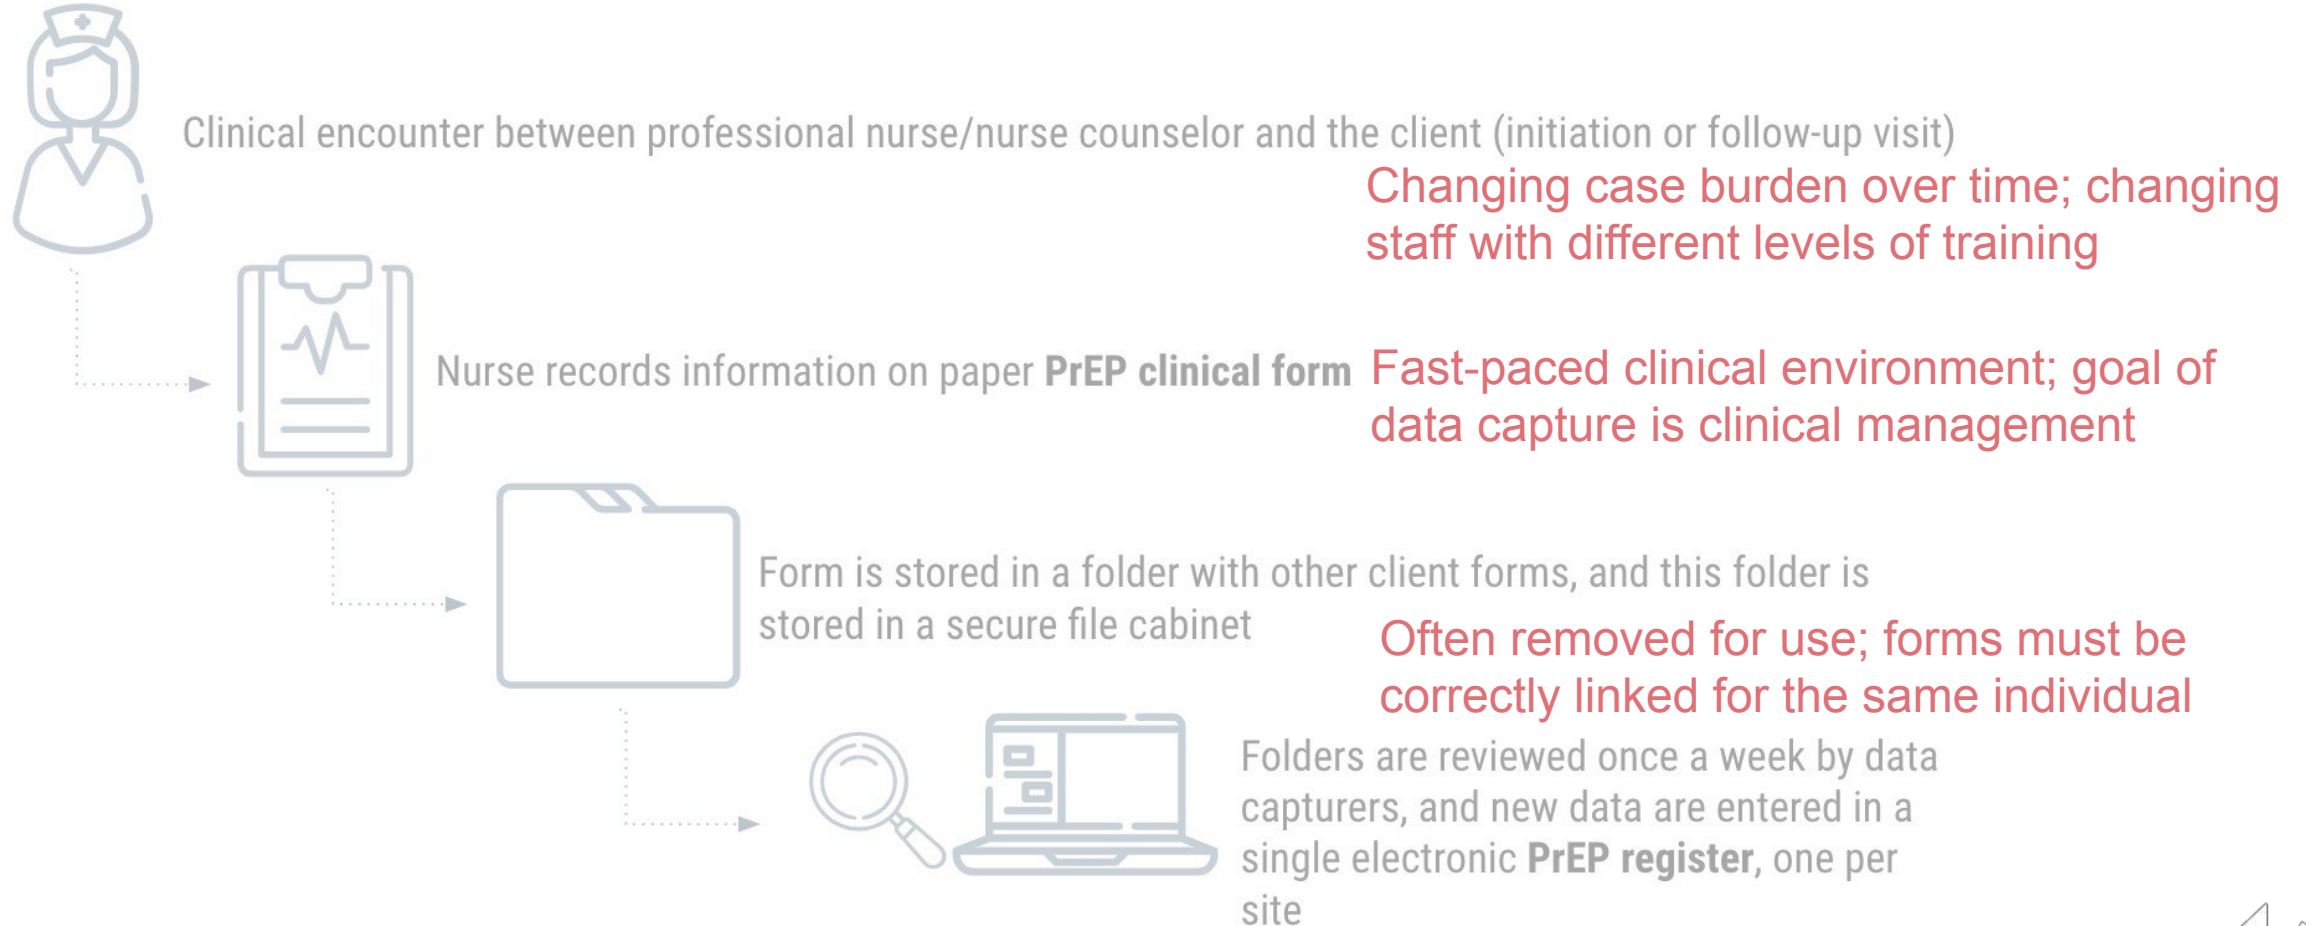 Clinical encounter between professional nurse/nurse counselor and the client (initiation or follow-up visit)
Changing case burden over time; changing
staff with different levels of training
Nurse records information on paper PrEP clinical form
Fast-paced clinical environment; goal of
data capture is clinical management
Form is stored in a folder with other client forms, and this folder is
stored in a secure file cabinet
Often removed for use; forms must be
correctly linked for the same individual
Folders are reviewed once a week by data
capturers, and new data are entered in a
single electronic PrEP register, one per
site